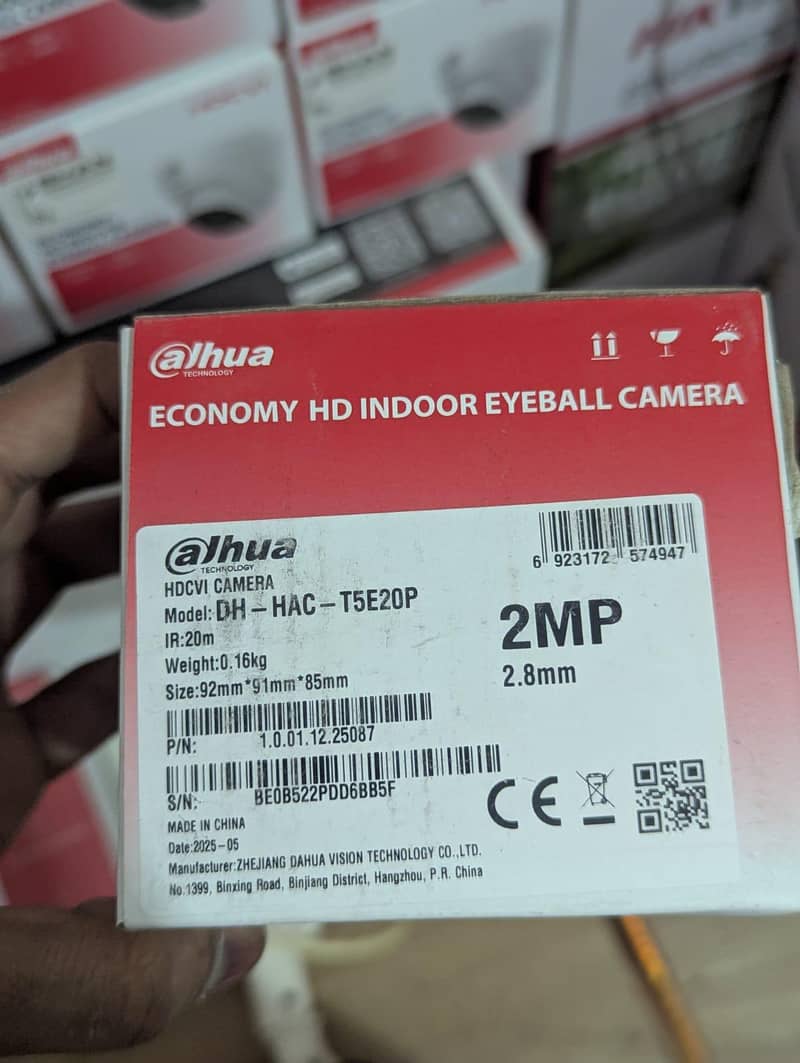 alhua
alhua
alhua
TECHNOLOGY
ECONOMY HD INDOOR EYEBALL CAMERA
alhua
TECHNOLOGY
HDCVI CAMERA
Model:DH-HAC-T5E20P
IR:20m
Weight:0.16kg
Size:92mm*91mm*85mm
6 923172 574947
2MP
2.8mm
P/N: 1.0.01.12.25087
S/N: BE0B522PDD6BB5F
CE
MADE IN CHINA
Date:2025-05
Manufacturer:ZHEJIANG DAHUA VISION TECHNOLOGY CO.,LTD.
No.1399, Binxing Road, Binjiang District, Hangzhou, P.R. China